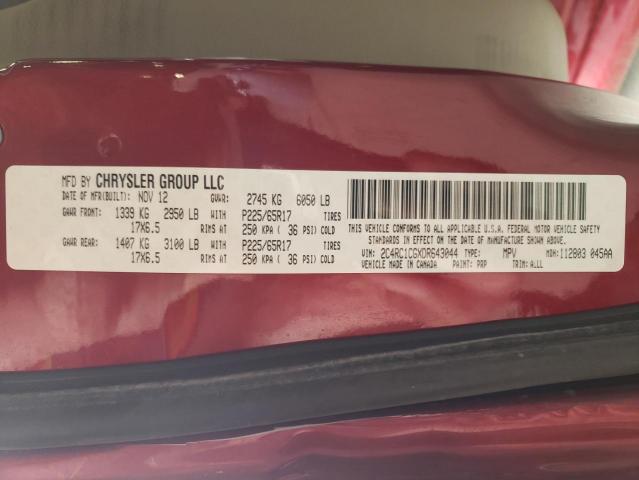 MFD BY CHRYSLER GROUP LLC
DATE OF MFR(BUILT): NOV 12 GVWR: 2745 KG 6050 LB
GAWR FRONT: 1339 KG 2950 LB WITH P225/65R17 TIRES
17X6.5 RIMS AT 250 KPA ( 36 PSI) COLD
GAWR REAR: 1407 KG 3100 LB WITH P225/65R17 TIRES
17X6.5 RIMS AT 250 KPA ( 36 PSI) COLD
THIS VEHICLE CONFORMS TO ALL APPLICABLE U.S.A. FEDERAL MOTOR VEHICLE SAFETY
STANDARDS IN EFFECT ON THE DATE OF MANUFACTURE SHOWN ABOVE.
VIN: 2C4RC1CGXDR643044 TYPE: MPV MDH: 112803 045AA
VEHICLE MADE IN CANADA PAINT: PRP TRIM: ALLL